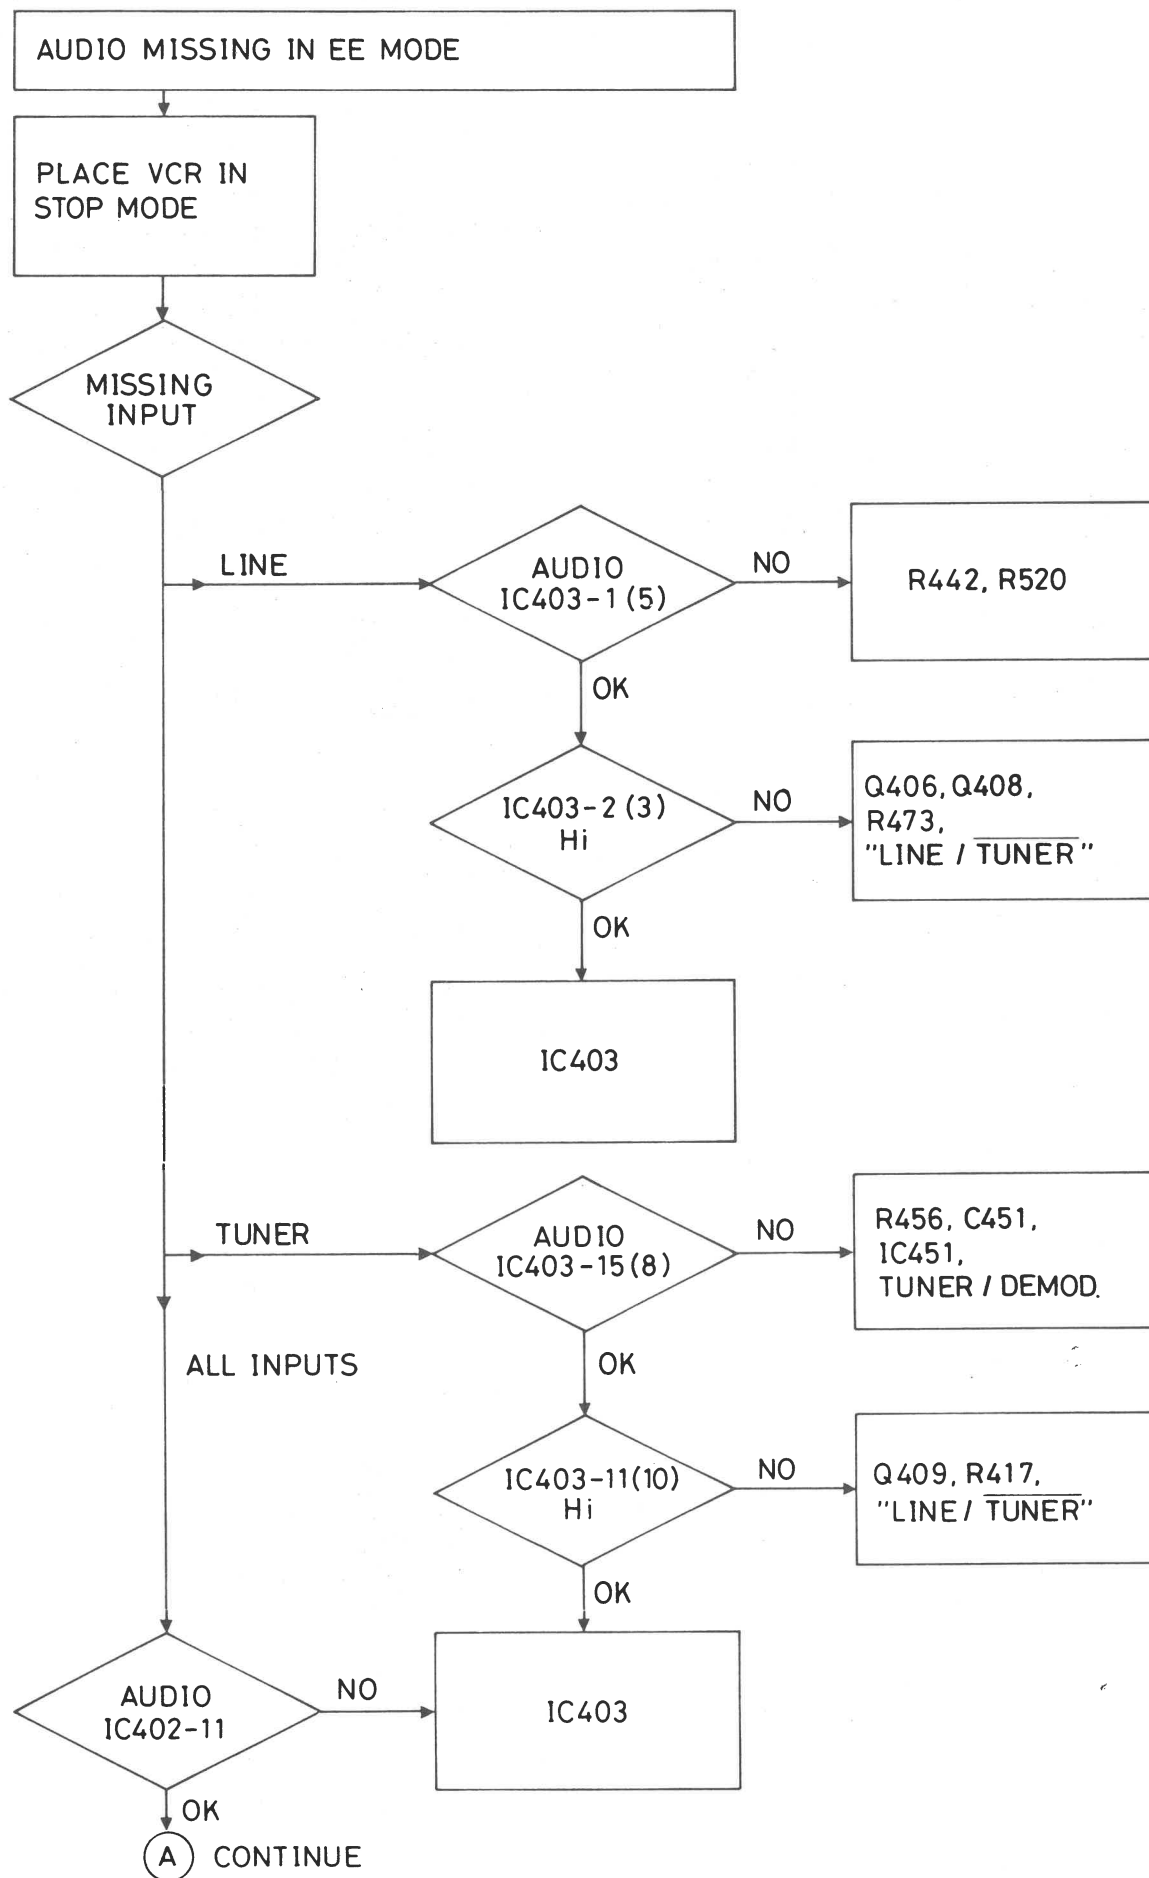 AUDIO MISSING IN EE MODE
PLACE VCR IN
STOP MODE
MISSING
INPUT
LINE
AUDIO
IC403-1 (5)
NO
R442, R520
OK
IC403-2 (3)
Hi
NO
Q406, Q408,
R473,
"LINE / TUNER"
OK
IC403
TUNER
AUDIO
IC403-15(8)
NO
R456, C451,
IC451,
TUNER / DEMOD.
ALL INPUTS
OK
IC403-11(10)
Hi
NO
Q409, R417,
"LINE / TUNER"
OK
AUDIO
IC402-11
NO
IC403
OK
A CONTINUE